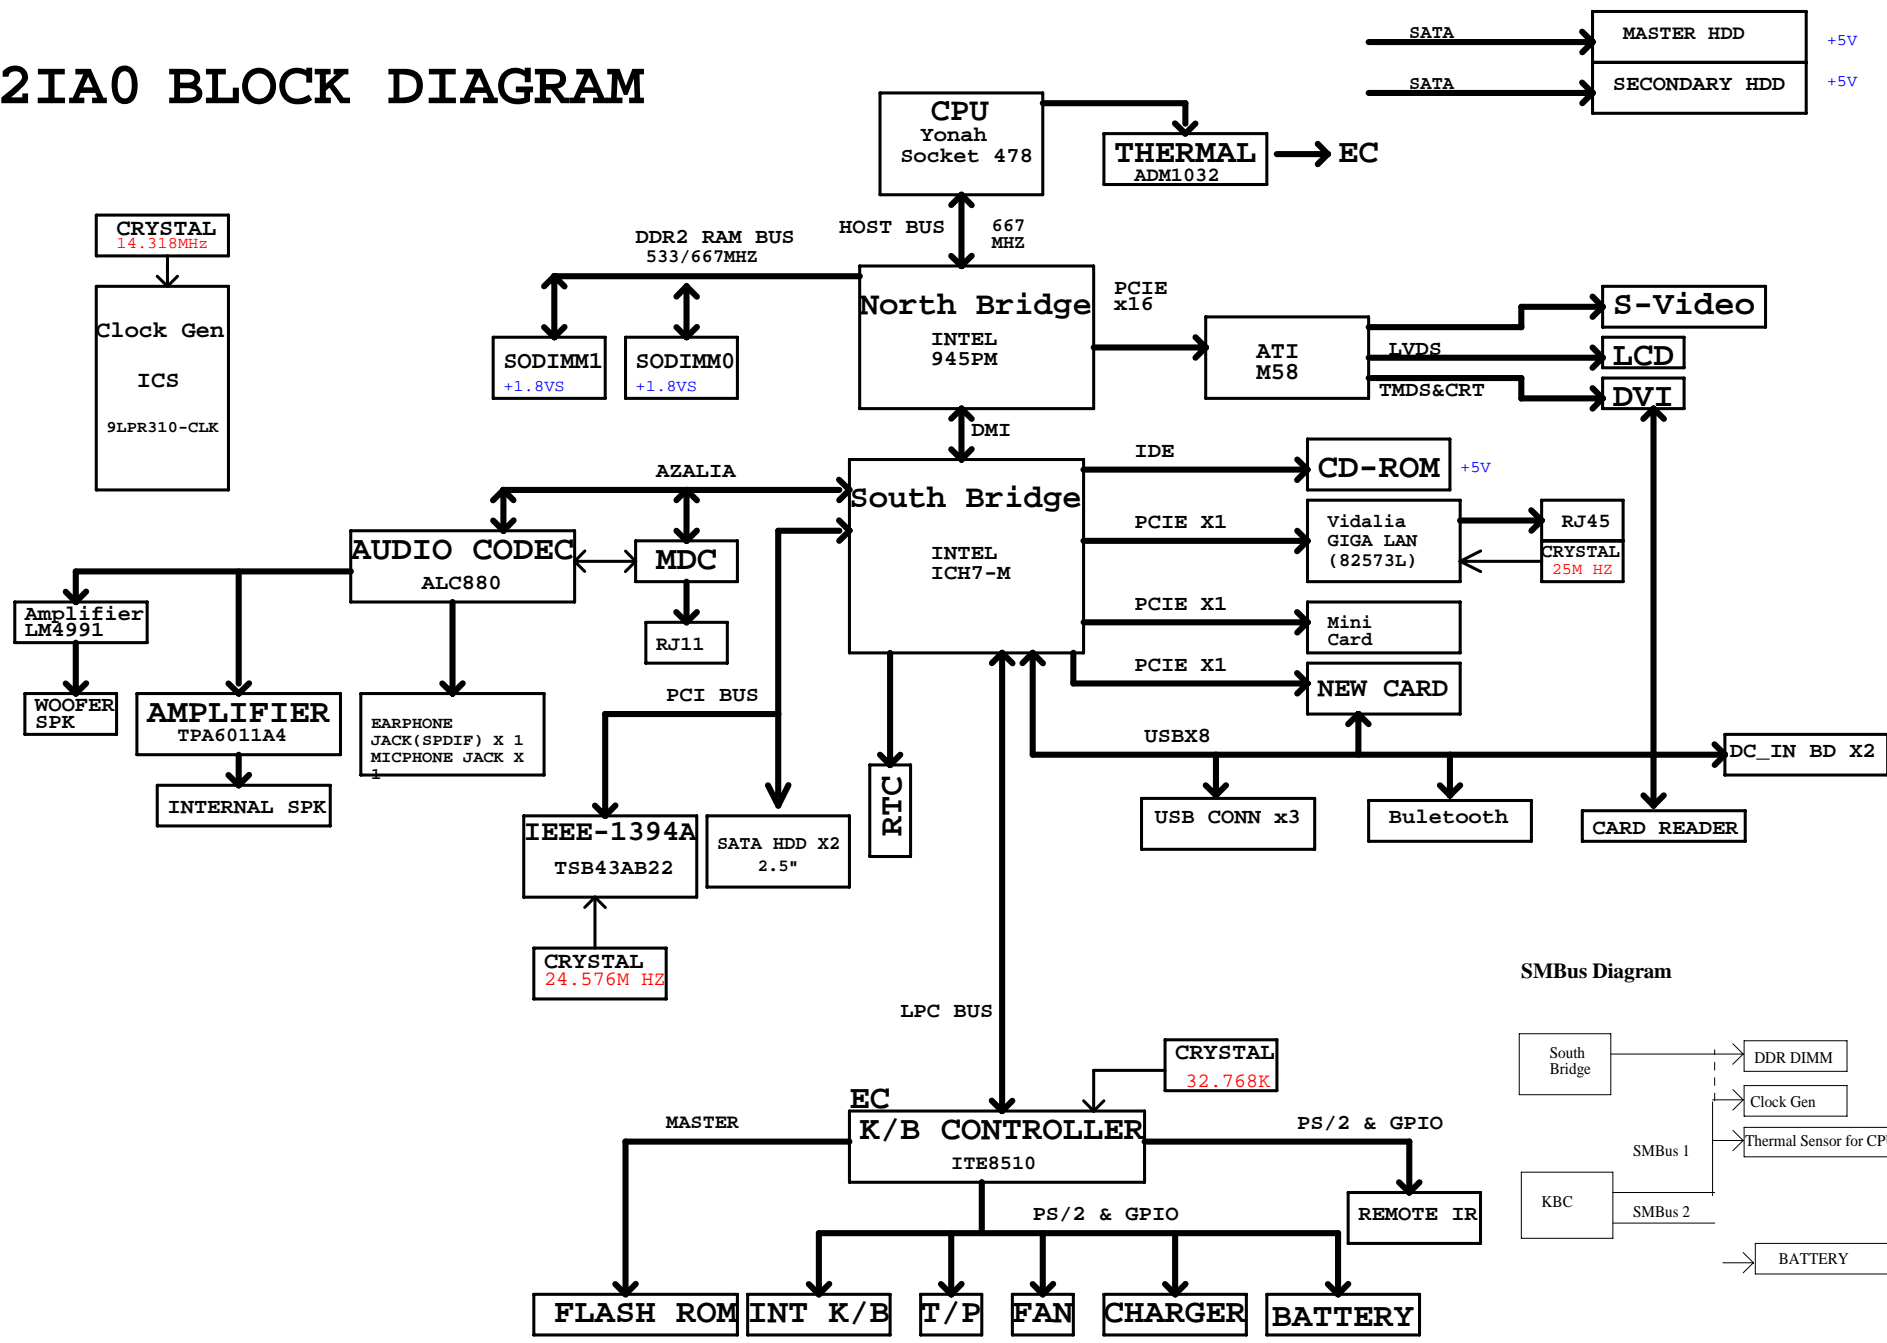 2IA0 BLOCK DIAGRAM
SATA
MASTER HDD
+5V
SATA
SECONDARY HDD
+5V
CPU
Yonah
Socket 478
THERMAL
ADM1032
EC
CRYSTAL
14.318MHz
Clock Gen
ICS
9LPR310-CLK
HOST BUS
667
MHZ
DDR2 RAM BUS
533/667MHZ
SODIMM1
+1.8VS
SODIMM0
+1.8VS
North Bridge
INTEL
945PM
PCIE
x16
ATI
M58
S-Video
LVDS
LCD
TMDS&CRT
DVI
DMI
AZALIA
South Bridge
INTEL
ICH7-M
IDE
CD-ROM
+5V
PCIE X1
Vidalia
GIGA LAN
(82573L)
RJ45
CRYSTAL
25M HZ
PCIE X1
Mini
Card
PCIE X1
NEW CARD
USBX8
DC_IN BD X2
USB CONN x3
Buletooth
CARD READER
AUDIO CODEC
ALC880
MDC
RJ11
Amplifier
LM4991
WOOFER
SPK
AMPLIFIER
TPA6011A4
INTERNAL SPK
EARPHONE
JACK(SPDIF) X 1
MICPHONE JACK X
1
PCI BUS
IEEE-1394A
TSB43AB22
SATA HDD X2
2.5"
RTC
CRYSTAL
24.576M HZ
LPC BUS
CRYSTAL
32.768K
EC
K/B CONTROLLER
ITE8510
MASTER
PS/2 & GPIO
REMOTE IR
PS/2 & GPIO
FLASH ROM
INT K/B
T/P
FAN
CHARGER
BATTERY
SMBus Diagram
South
Bridge
DDR DIMM
Clock Gen
Thermal Sensor for CP
SMBus 1
KBC
SMBus 2
BATTERY